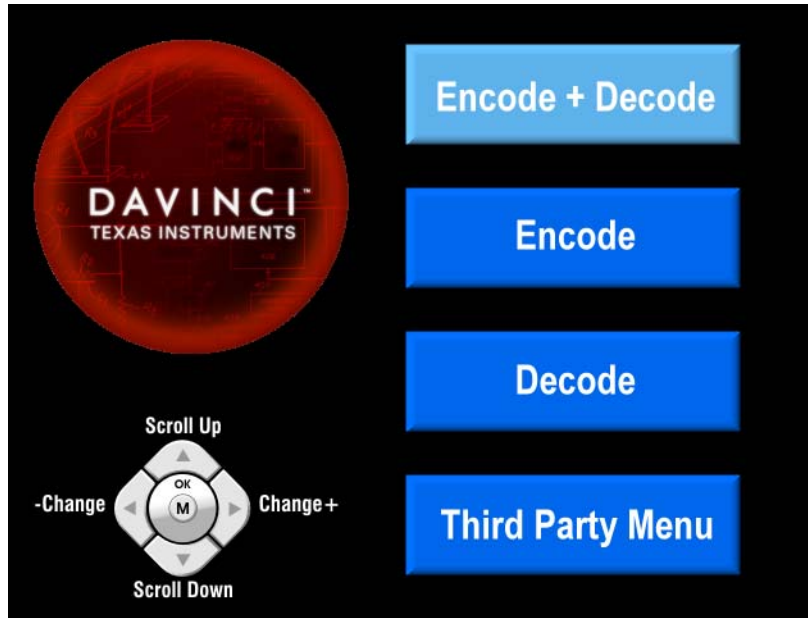 DAVINCI™
TEXAS INSTRUMENTS
Encode + Decode
Encode
Decode
Third Party Menu
Scroll Up
-Change
OK
M
Change+
Scroll Down